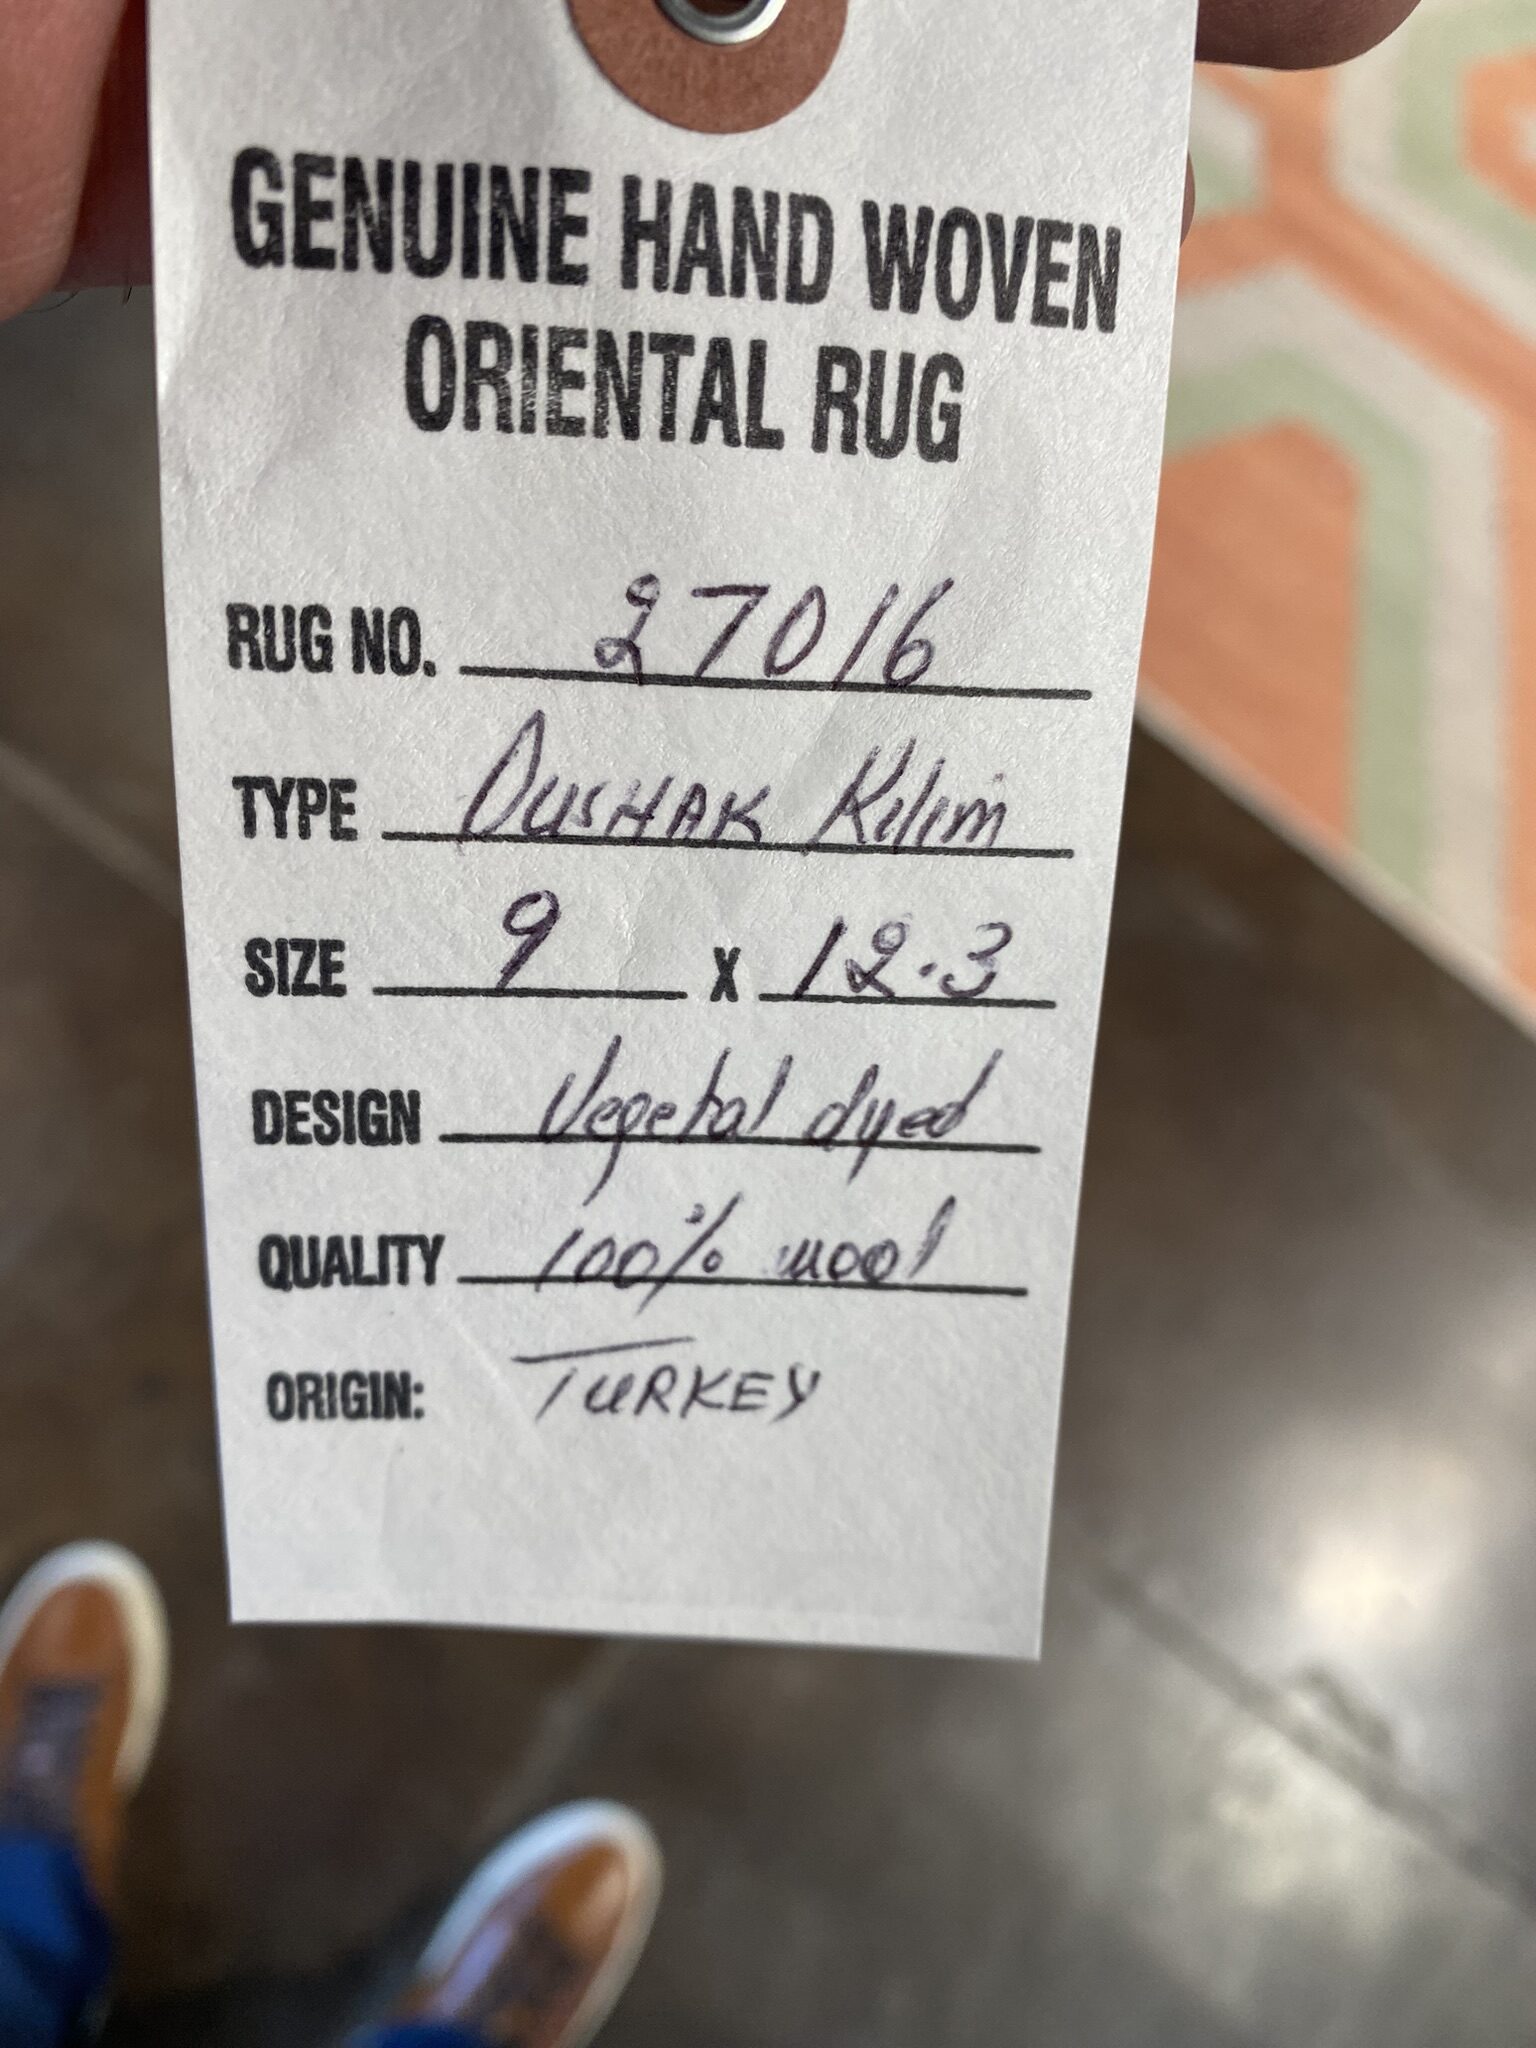 GENUINE HAND WOVEN
ORIENTAL RUG
RUG NO. 27016
TYPE OUSHAK Kilim
SIZE 9 X 12.3
DESIGN Vegetal dyed
QUALITY 100% wool
ORIGIN: TURKEY